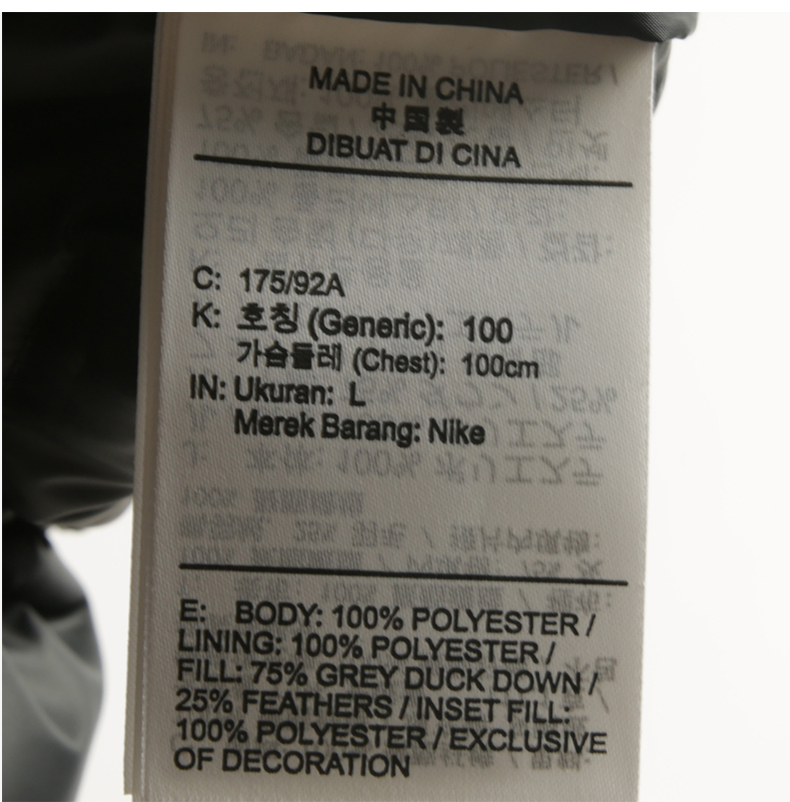 MADE IN CHINA
中国製
DIBUAT DI CINA
C: 175/92A
K: 호칭 (Generic): 100
가슴둘레 (Chest): 100cm
IN: Ukuran: L
Merek Barang: Nike
E: BODY: 100% POLYESTER /
LINING: 100% POLYESTER /
FILL: 75% GREY DUCK DOWN /
25% FEATHERS / INSET FILL:
100% POLYESTER / EXCLUSIVE
OF DECORATION